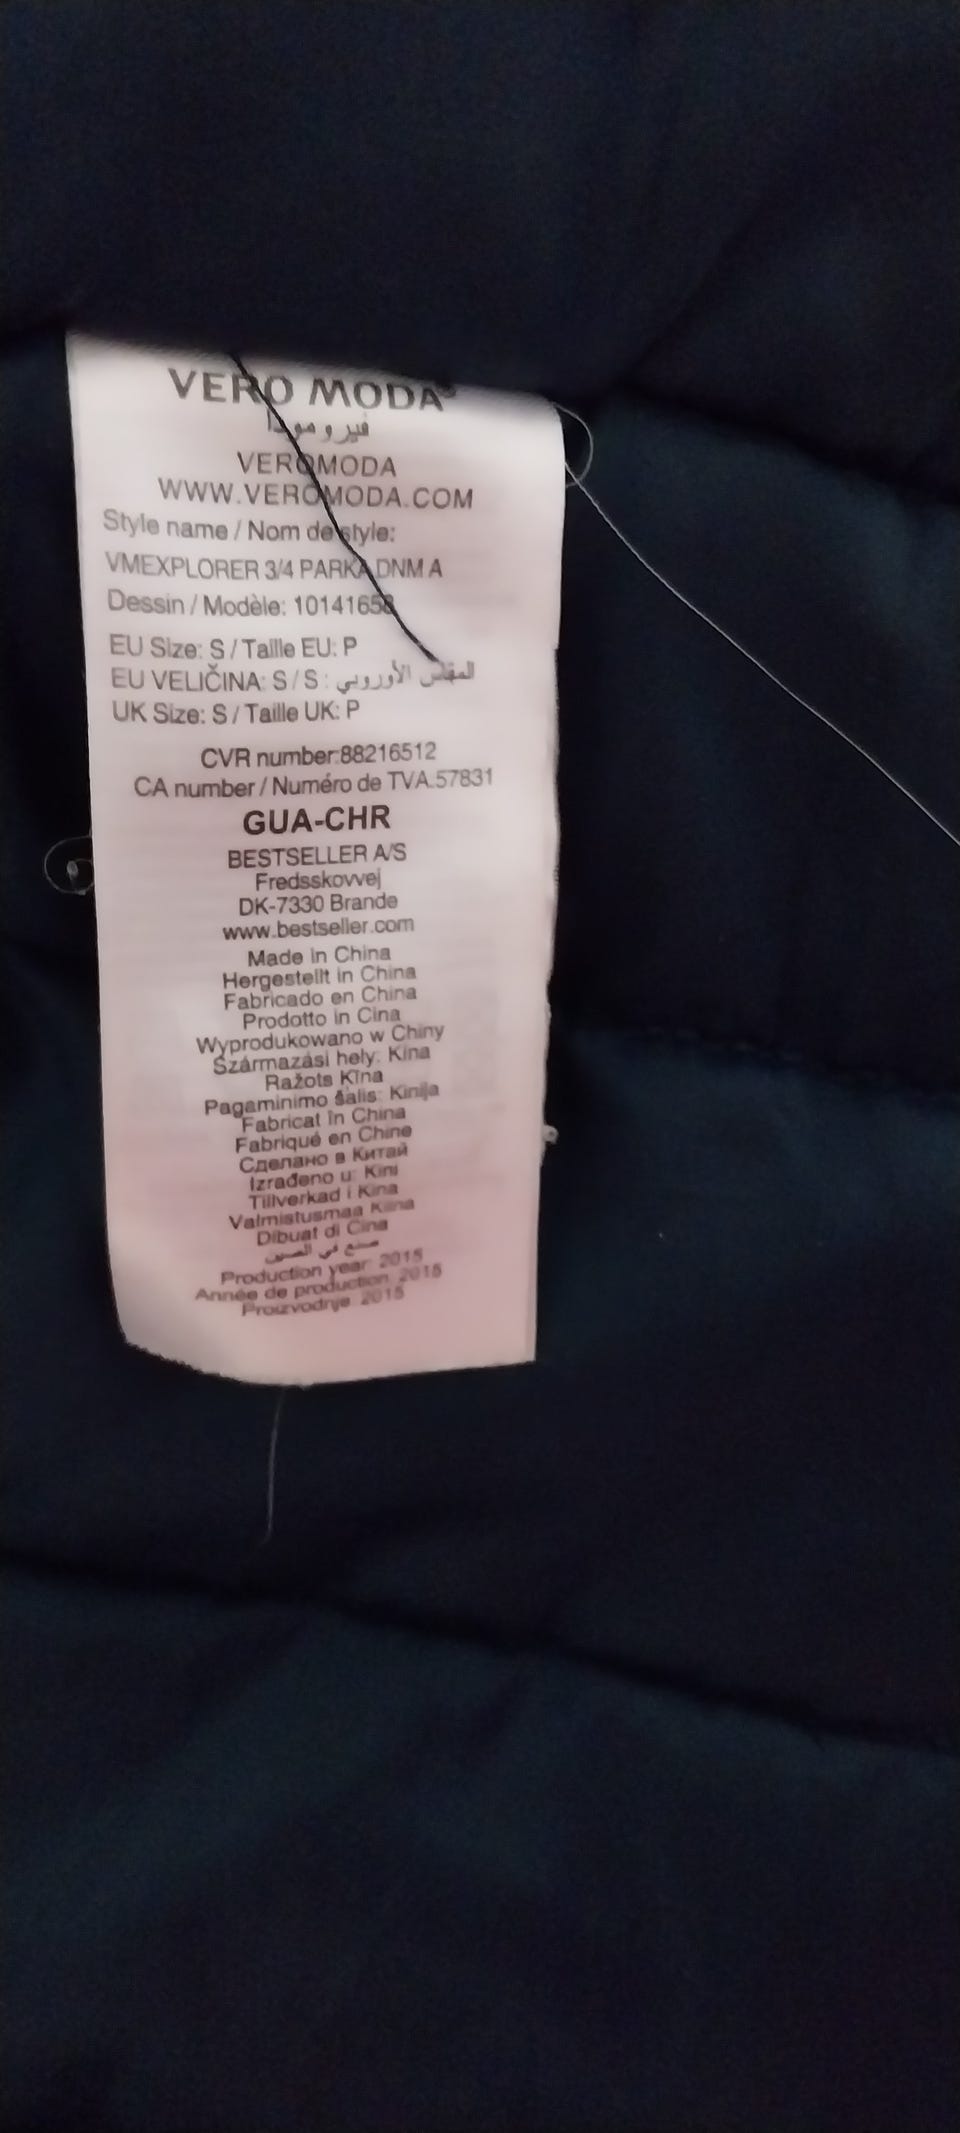 VERO MODA®
فيرومودا
VEROMODA
WWW.VEROMODA.COM
Style name / Nom de style:
VMEXPLORER 3/4 PARKA DNM A
Dessin / Modèle: 10141658
EU Size: S / Taille EU: P
EU VELIČINA: S / S : المقاس الأوروبي
UK Size: S / Taille UK: P
CVR number:88216512
CA number / Numéro de TVA.57831
GUA-CHR
BESTSELLER A/S
Fredsskovvej
DK-7330 Brande
www.bestseller.com
Made in China
Hergestellt in China
Fabricado en China
Prodotto in Cina
Wyprodukowano w Chiny
Származási hely: Kína
Ražots Ķīna
Pagaminimo šalis: Kinija
Fabricat în China
Fabriqué en Chine
Сделано в Китай
Izrađeno u: Kini
Tillverkad i Kina
Valmistusmaa Kiina
Dibuat di Cina
صنع في الصين
Production year: 2015
Année de production: 2015
Proizvodnje: 2015